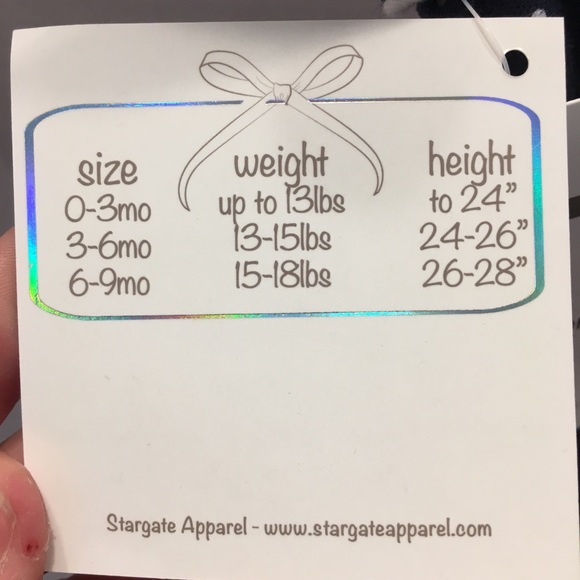 size weight height
0-3mo up to 13lbs to 24”
3-6mo 13-15lbs 24-26”
6-9mo 15-18lbs 26-28”
Stargate Apparel - www.stargateapparel.com